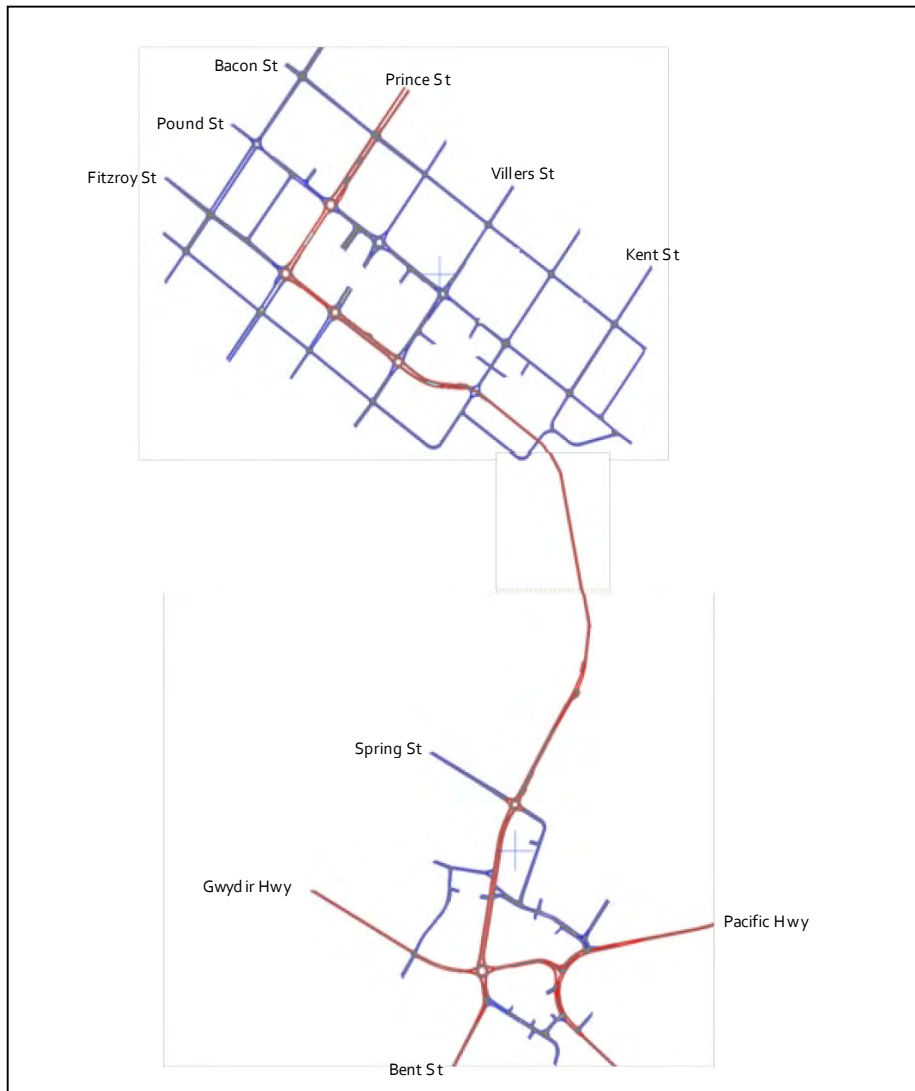 Bacon St
Prince St
Pound St
Fitzroy St
Villers St
Kent St
Spring St
Gwydir Hwy
Pacific Hwy
Bent St